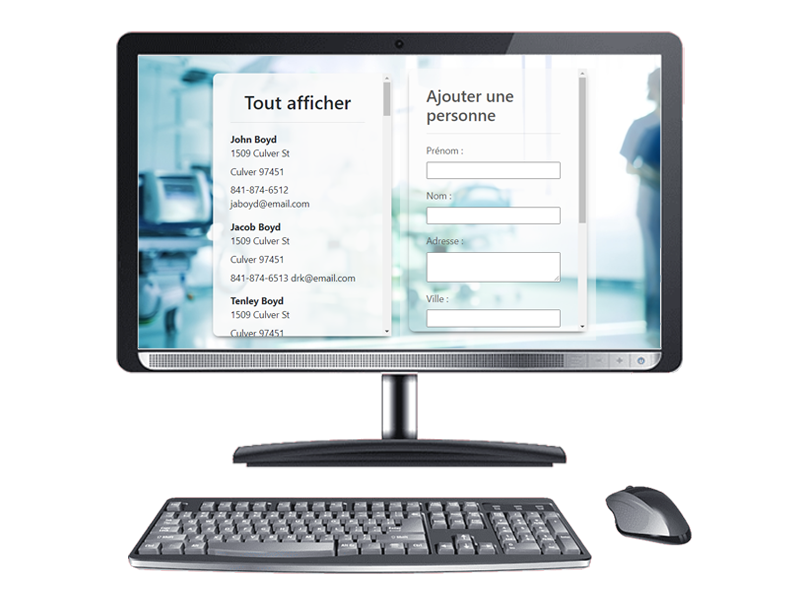 Tout afficher
John Boyd
1509 Culver St
Culver 97451
841-874-6512
jaboyd@email.com
Jacob Boyd
1509 Culver St
Culver 97451
841-874-6513 drk@email.com
Tenley Boyd
1509 Culver St
Culver 97451
Ajouter une
personne
Prénom :
Nom :
Adresse :
Ville :